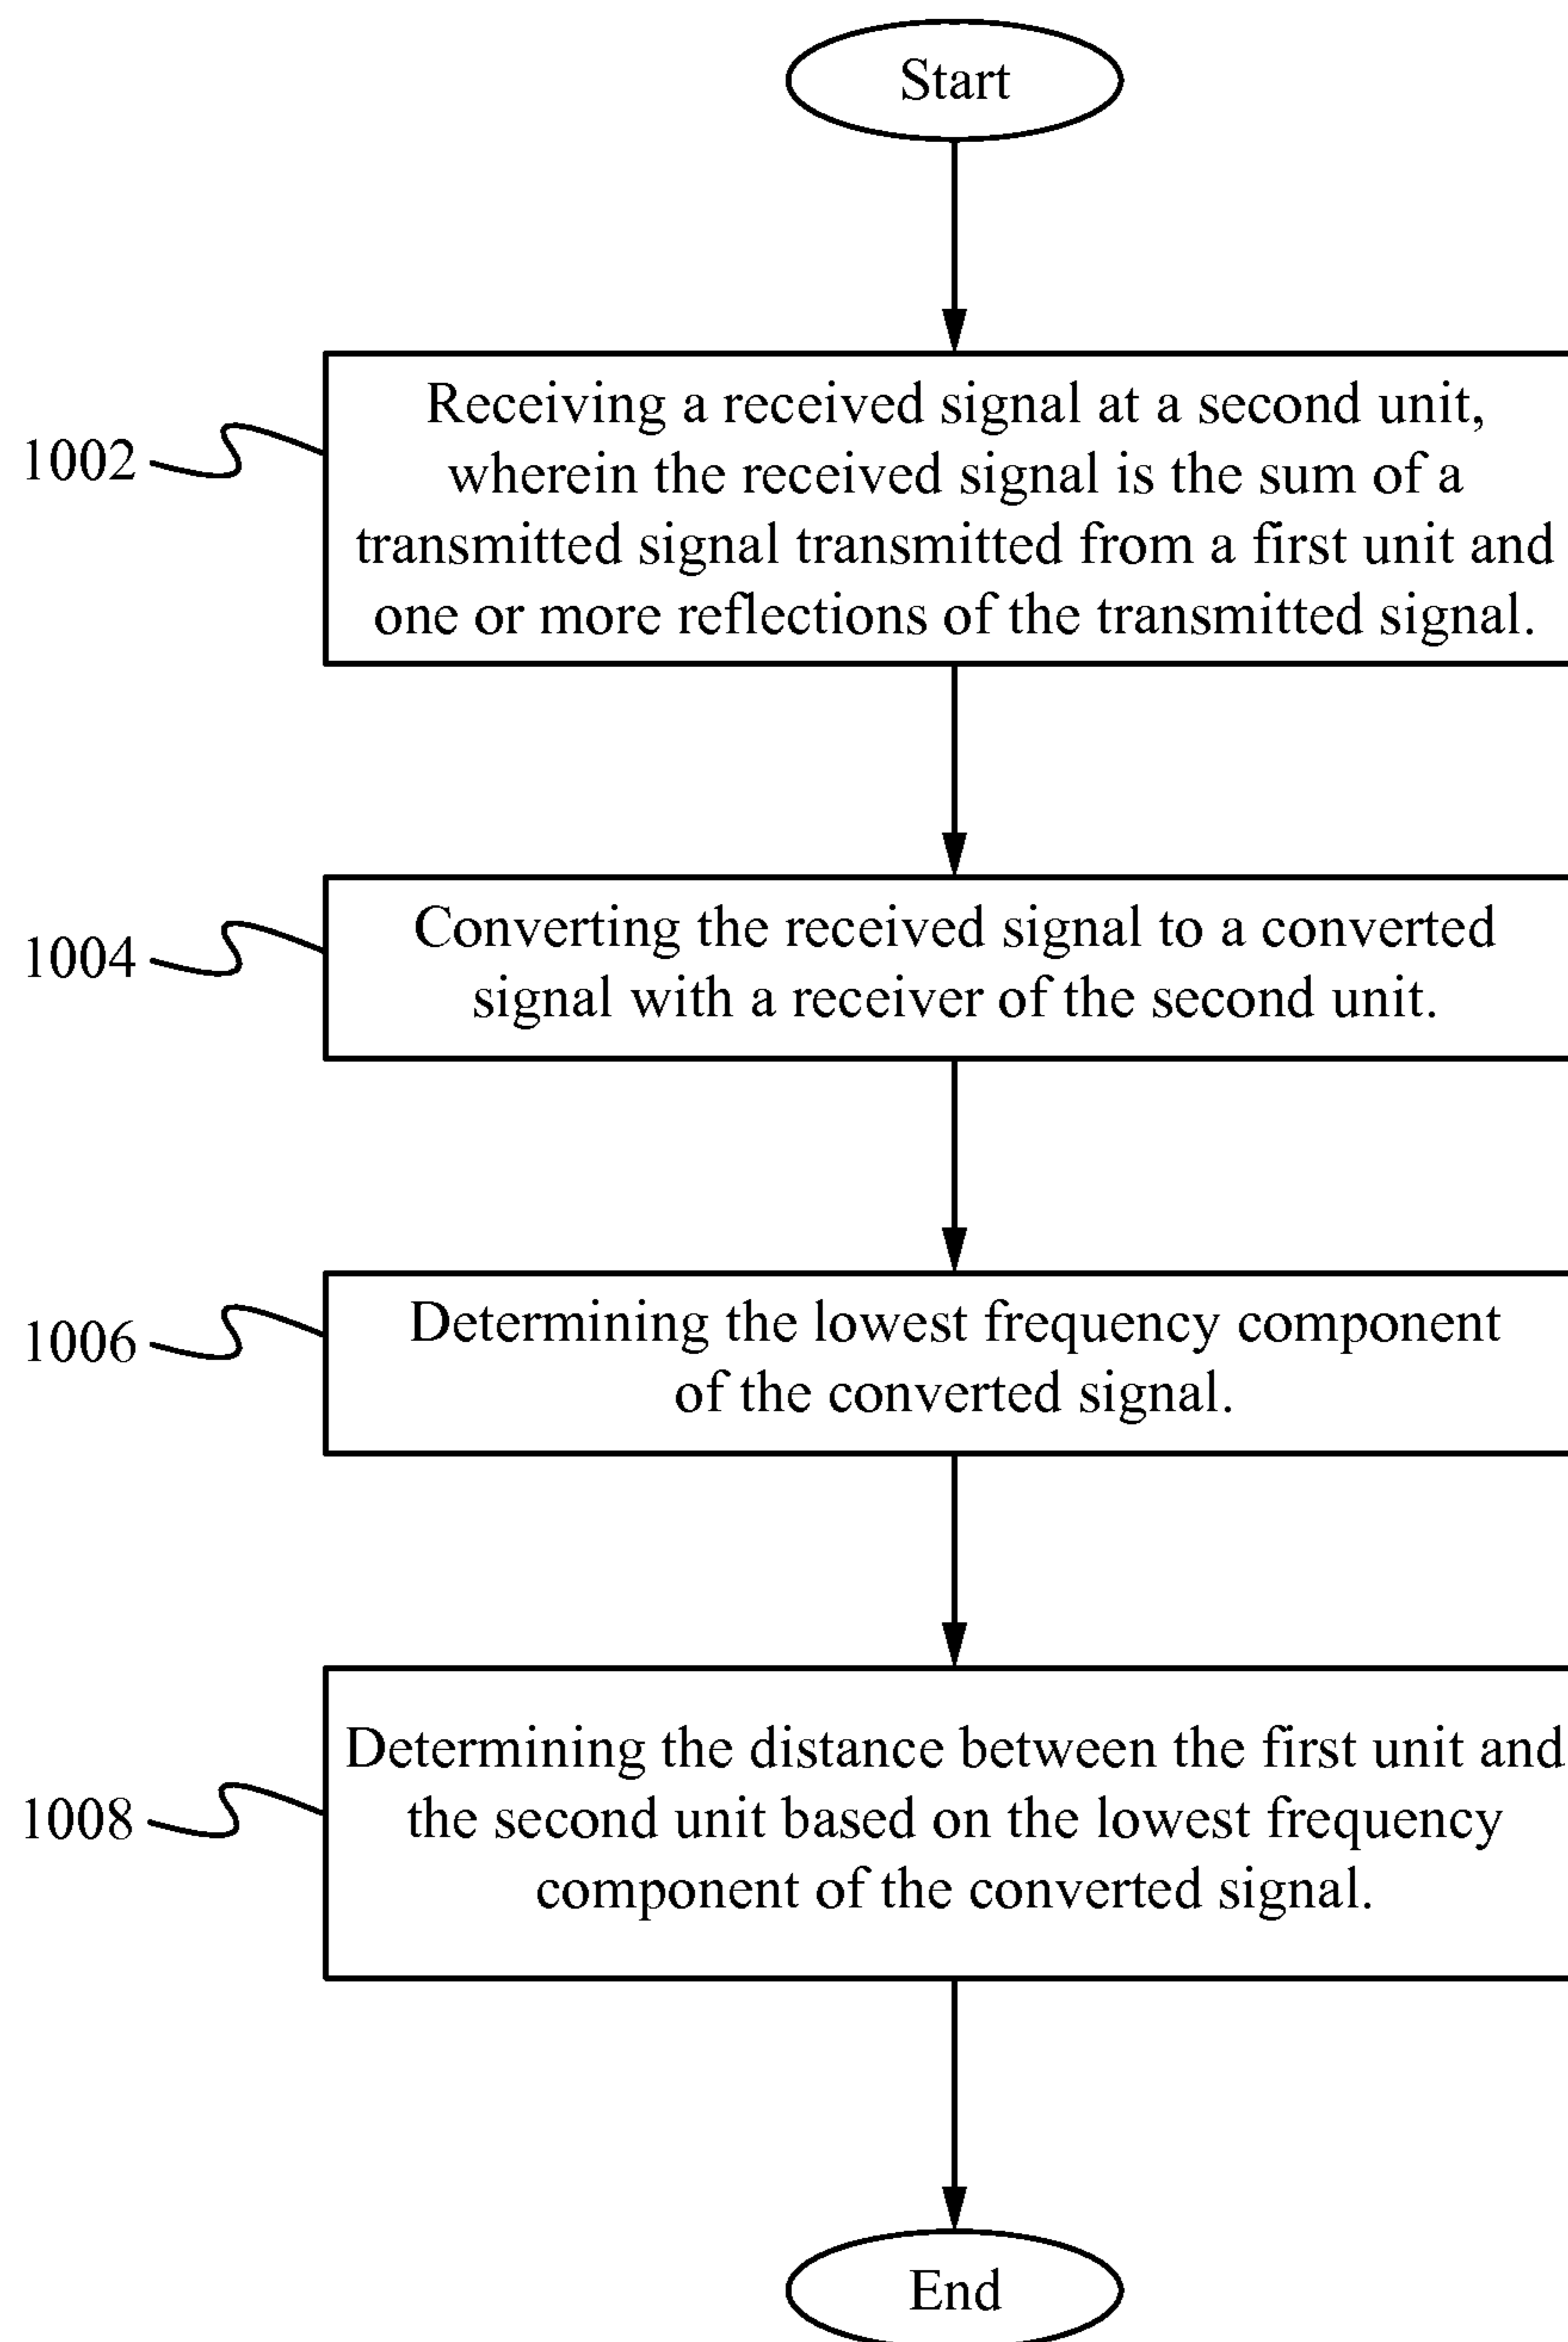 Start
1002
Receiving a received signal at a second unit,
wherein the received signal is the sum of a
transmitted signal transmitted from a first unit and
one or more reflections of the transmitted signal.
1004
Converting the received signal to a converted
signal with a receiver of the second unit.
1006
Determining the lowest frequency component
of the converted signal.
1008
Determining the distance between the first unit and
the second unit based on the lowest frequency
component of the converted signal.
End